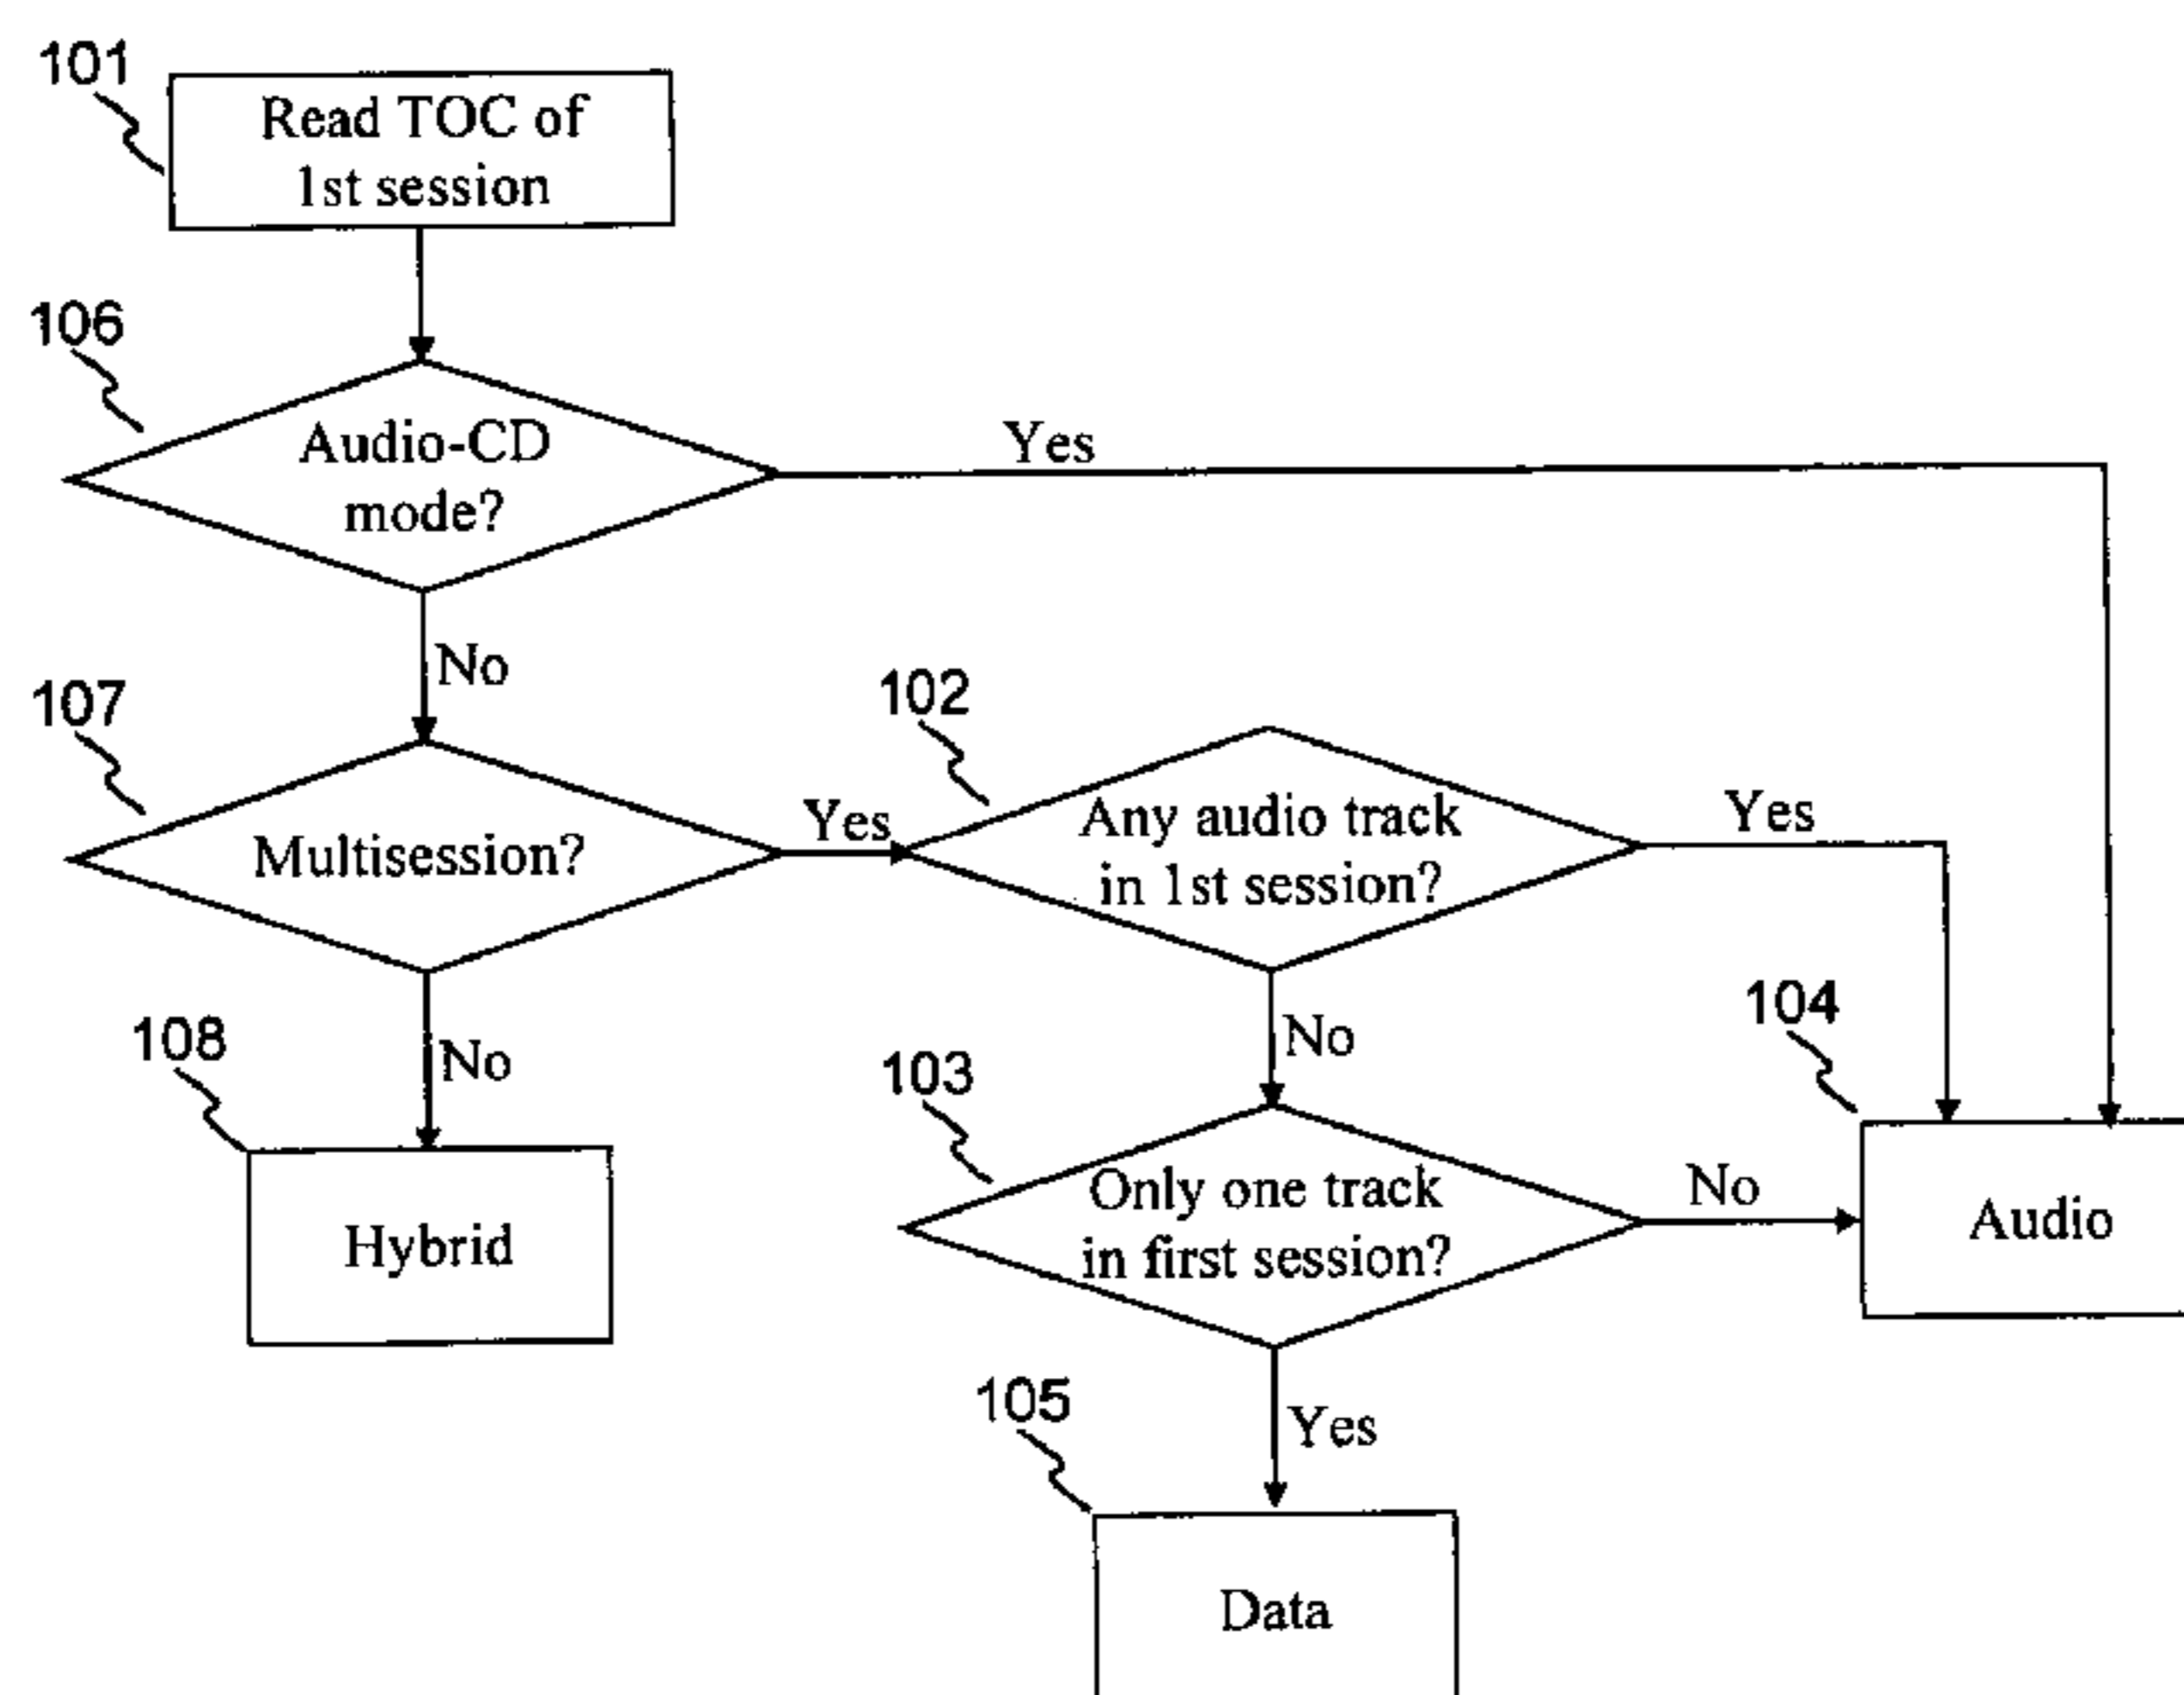 101
Read TOC of
1st session
106
Audio-CD
mode?
Yes
No
107
Multisession?
Yes
102
Any audio track
in 1st session?
Yes
No
108
Hybrid
No
103
Only one track
in first session?
No
104
Audio
Yes
105
Data